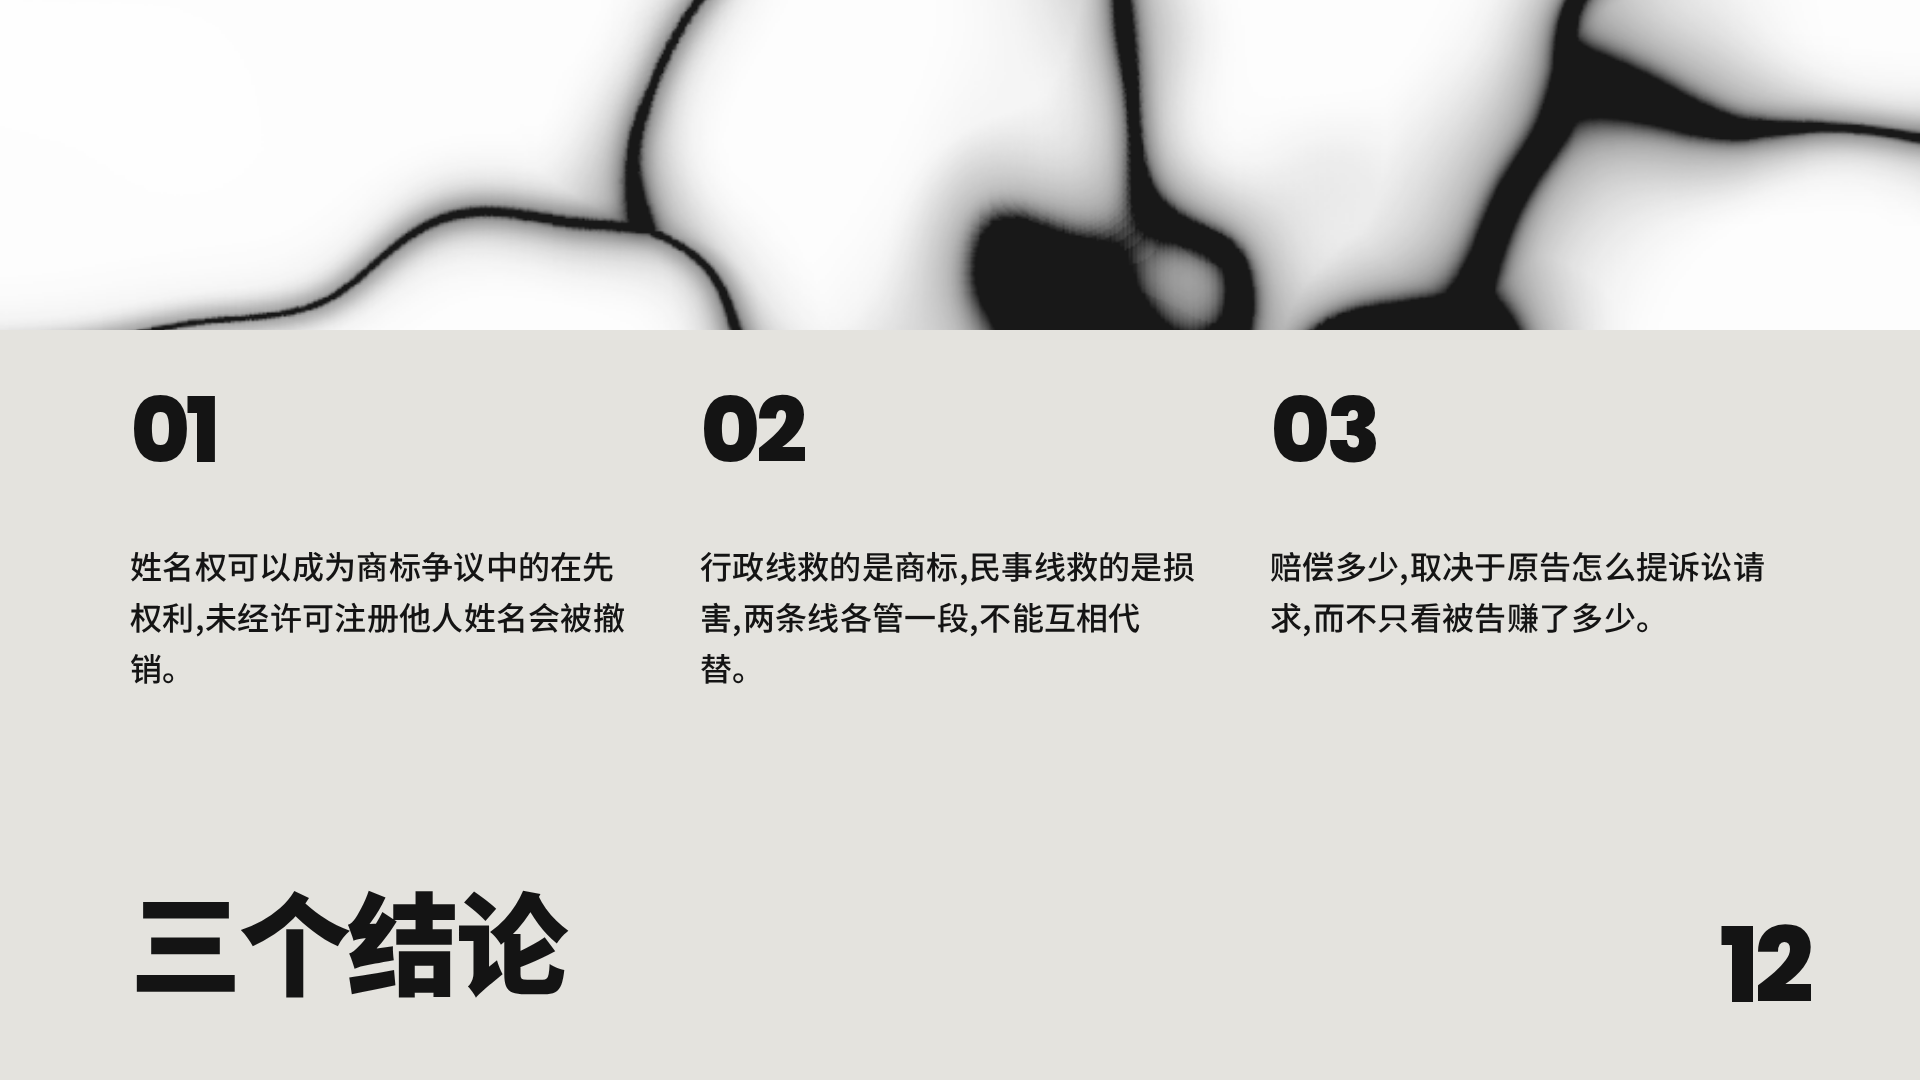 01
姓名权可以成为商标争议中的在先
权利,未经许可注册他人姓名会被撤
销。
02
行政线救的是商标,民事线救的是损
害,两条线各管一段,不能互相代
替。
03
赔偿多少,取决于原告怎么提诉讼请
求,而不只看被告赚了多少。
三个结论
12